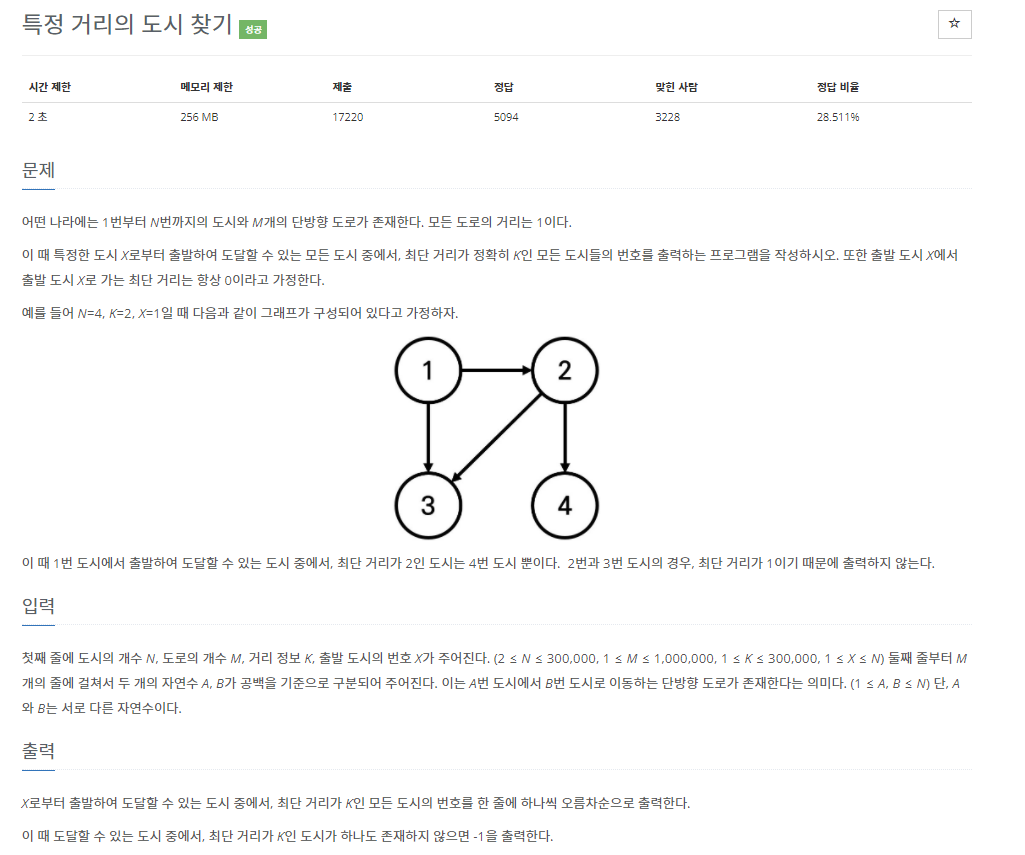 특정 거리의 도시 찾기 성공
☆
시간 제한 메모리 제한 제출 정답 맞힌 사람 정답 비율
2 초 256 MB 17220 5094 3228 28.511%
문제
어떤 나라에는 1번부터 N번까지의 도시와 M개의 단방향 도로가 존재한다. 모든 도로의 거리는 1이다.
이 때 특정한 도시 X로부터 출발하여 도달할 수 있는 모든 도시 중에서, 최단 거리가 정확히 K인 모든 도시들의 번호를 출력하는 프로그램을 작성하시오. 또한 출발 도시 X에서
출발 도시 X로 가는 최단 거리는 항상 0이라고 가정한다.
예를 들어 N=4, K=2, X=1일 때 다음과 같이 그래프가 구성되어 있다고 가정하자.
1 2
3 4
이 때 1번 도시에서 출발하여 도달할 수 있는 도시 중에서, 최단 거리가 2인 도시는 4번 도시 뿐이다. 2번과 3번 도시의 경우, 최단 거리가 1이기 때문에 출력하지 않는다.
입력
첫째 줄에 도시의 개수 N, 도로의 개수 M, 거리 정보 K, 출발 도시의 번호 X가 주어진다. (2 ≤ N ≤ 300,000, 1 ≤ M ≤ 1,000,000, 1 ≤ K ≤ 300,000, 1 ≤ X ≤ N) 둘째 줄부터 M
개의 줄에 걸쳐서 두 개의 자연수 A, B가 공백을 기준으로 구분되어 주어진다. 이는 A번 도시에서 B번 도시로 이동하는 단방향 도로가 존재한다는 의미다. (1 ≤ A, B ≤ N) 단, A
와 B는 서로 다른 자연수이다.
출력
X로부터 출발하여 도달할 수 있는 도시 중에서, 최단 거리가 K인 모든 도시의 번호를 한 줄에 하나씩 오름차순으로 출력한다.
이 때 도달할 수 있는 도시 중에서, 최단 거리가 K인 도시가 하나도 존재하지 않으면 -1을 출력한다.